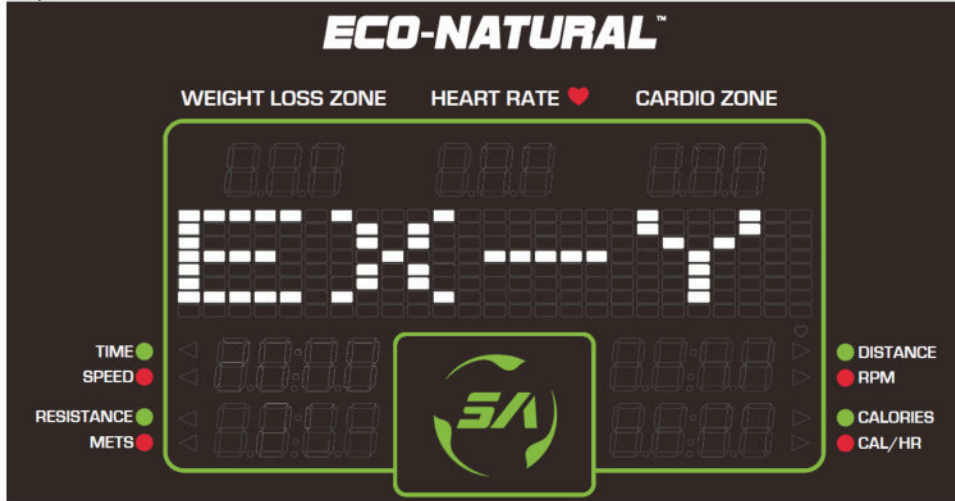 ECO-NATURAL™
WEIGHT LOSS ZONE HEART RATE CARDIO ZONE
EX-Y
TIME
SPEED
DISTANCE
RPM
RESISTANCE
METS
CALORIES
CAL/HR
SA